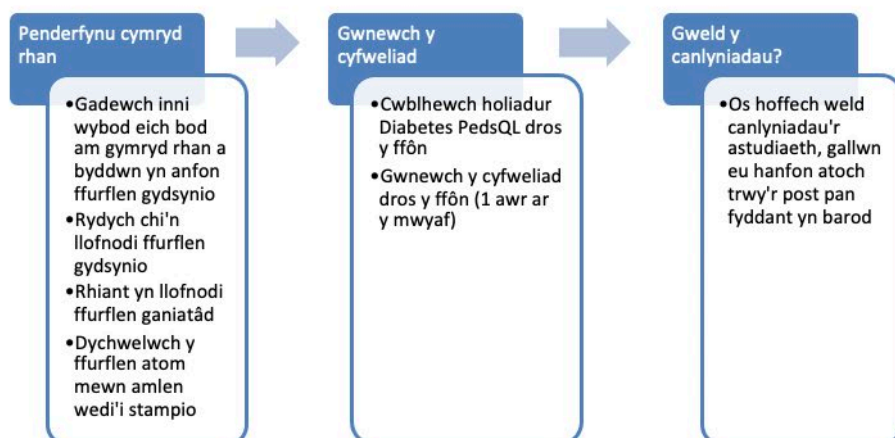 Penderfynu cymryd
rhan
•Gadewch inni
wybod eich bod
am gymryd rhan a
byddwn yn anfon
ffurflen gydsynio
•Rydych chi'n
llofnodi ffurflen
gydsynio
•Rhiant yn llofnodi
ffurflen ganiatâd
•Dychwelwch y
ffurflen atom
mewn amlen
wedi'i stampio
Gwnewch y
cyfweliad
•Cwblhewch holiadur
Diabetes PedsQL dros
y ffôn
•Gwnewch y cyfweliad
dros y ffôn (1 awr ar
y mwyaf)
Gweld y
canlyniadau?
•Os hoffech weld
canlyniadau'r
astudiaeth, gallwn
eu hanfon atoch
trwy'r post pan
fyddant yn barod